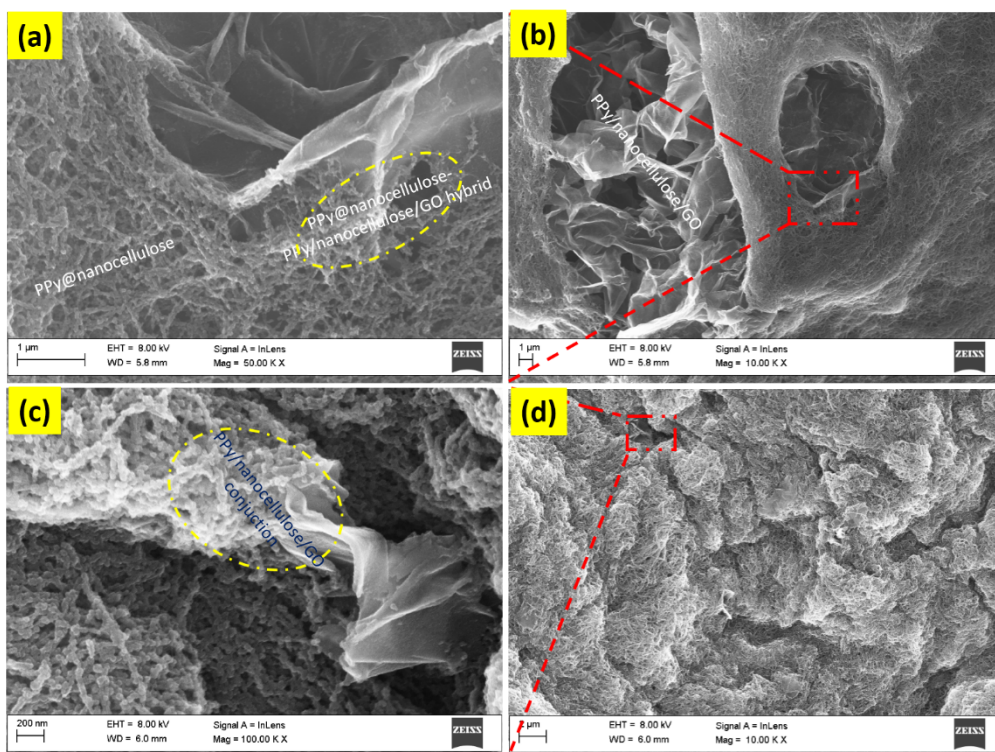 (a)
PPy@nanocellulose
PPy@nanocellulose-
PPy/nanocellulose/GO hybrid
1 µm
EHT = 8.00 kV
WD = 5.8 mm
Signal A = InLens
Mag = 50.00 K X
ZEISS
(b)
PPy/nanocellulose/GO
1 µm
EHT = 8.00 kV
WD = 5.8 mm
Signal A = InLens
Mag = 10.00 K X
ZEISS
(c)
PPy/nanocellulose/GO
conjuction
200 nm
EHT = 8.00 kV
WD = 6.0 mm
Signal A = InLens
Mag = 100.00 K X
ZEISS
(d)
µm
EHT = 8.00 kV
WD = 6.0 mm
Signal A = InLens
Mag = 10.00 K X
ZEISS